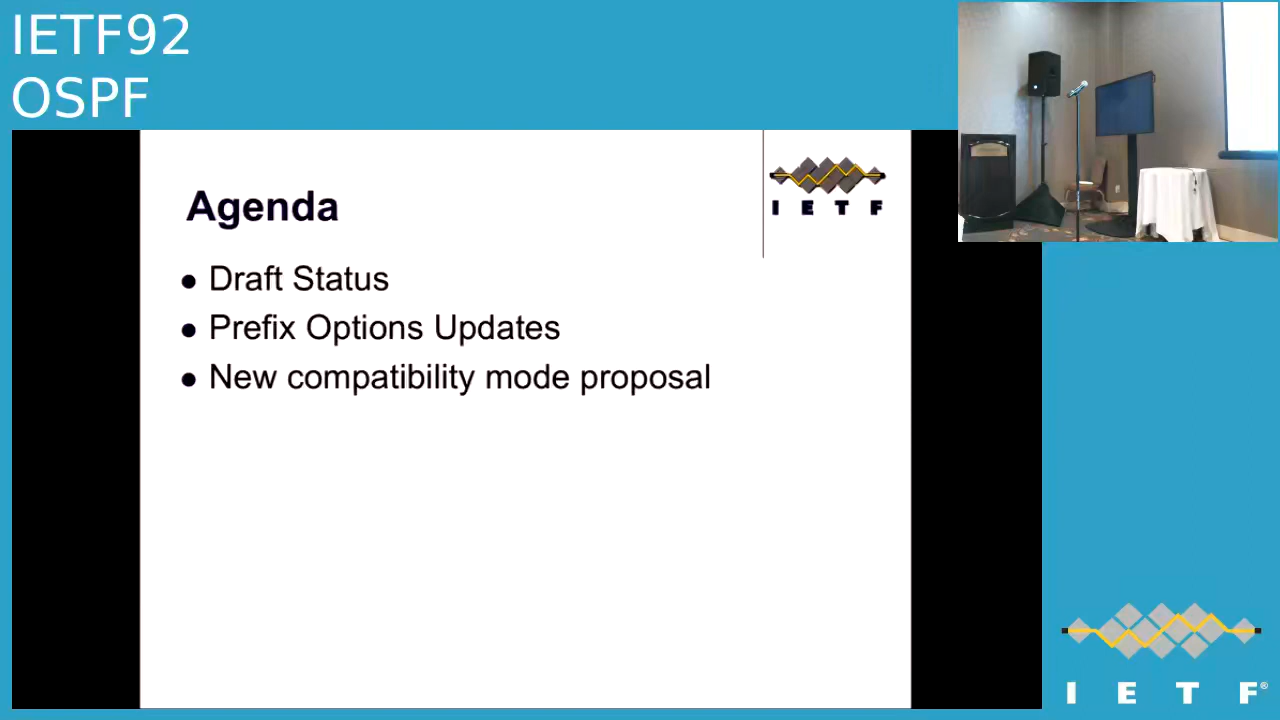 IETF92
OSPF
Agenda
I E T F
● Draft Status
● Prefix Options Updates
● New compatibility mode proposal
I E T F®